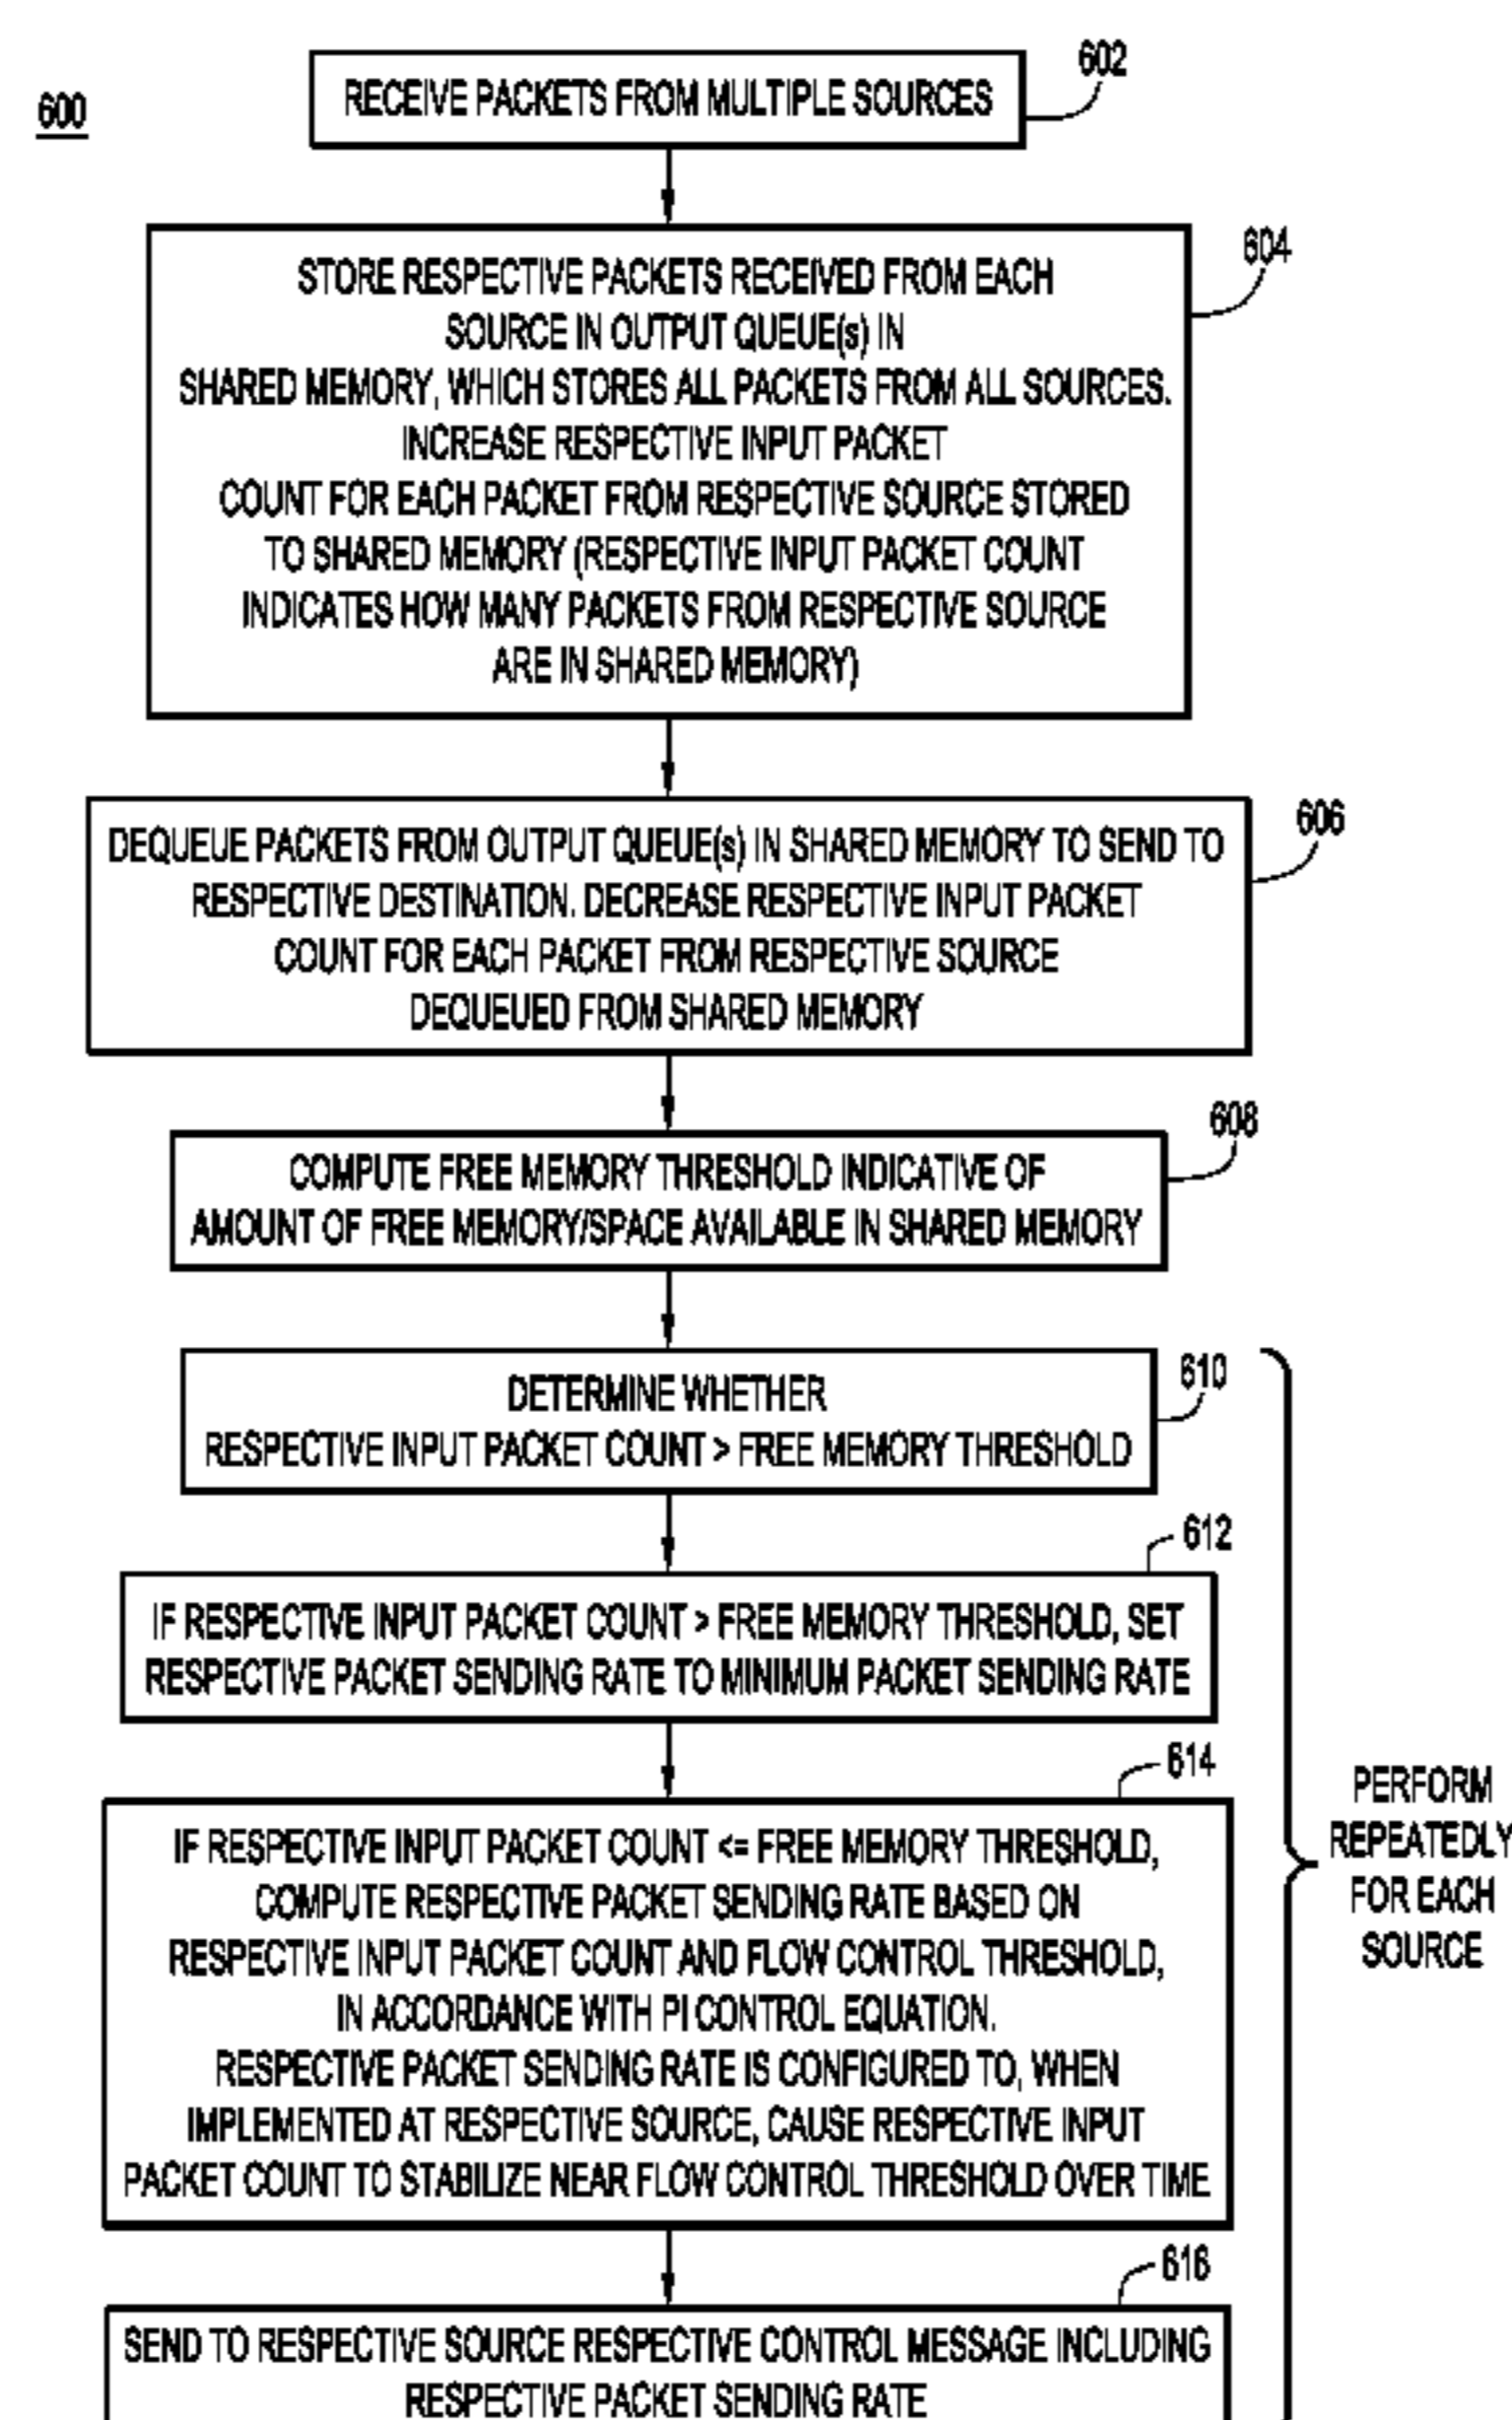 600
602
RECEIVE PACKETS FROM MULTIPLE SOURCES
604
STORE RESPECTIVE PACKETS RECEIVED FROM EACH
SOURCE IN OUTPUT QUEUE(s) IN
SHARED MEMORY, WHICH STORES ALL PACKETS FROM ALL SOURCES.
INCREASE RESPECTIVE INPUT PACKET
COUNT FOR EACH PACKET FROM RESPECTIVE SOURCE STORED
TO SHARED MEMORY (RESPECTIVE INPUT PACKET COUNT
INDICATES HOW MANY PACKETS FROM RESPECTIVE SOURCE
ARE IN SHARED MEMORY)
606
DEQUEUE PACKETS FROM OUTPUT QUEUE(s) IN SHARED MEMORY TO SEND TO
RESPECTIVE DESTINATION. DECREASE RESPECTIVE INPUT PACKET
COUNT FOR EACH PACKET FROM RESPECTIVE SOURCE
DEQUEUED FROM SHARED MEMORY
608
COMPUTE FREE MEMORY THRESHOLD INDICATIVE OF
AMOUNT OF FREE MEMORY/SPACE AVAILABLE IN SHARED MEMORY
610
DETERMINE WHETHER
RESPECTIVE INPUT PACKET COUNT > FREE MEMORY THRESHOLD
612
IF RESPECTIVE INPUT PACKET COUNT > FREE MEMORY THRESHOLD, SET
RESPECTIVE PACKET SENDING RATE TO MINIMUM PACKET SENDING RATE
614
IF RESPECTIVE INPUT PACKET COUNT <= FREE MEMORY THRESHOLD,
COMPUTE RESPECTIVE PACKET SENDING RATE BASED ON
RESPECTIVE INPUT PACKET COUNT AND FLOW CONTROL THRESHOLD,
IN ACCORDANCE WITH PI CONTROL EQUATION.
RESPECTIVE PACKET SENDING RATE IS CONFIGURED TO, WHEN
IMPLEMENTED AT RESPECTIVE SOURCE, CAUSE RESPECTIVE INPUT
PACKET COUNT TO STABILIZE NEAR FLOW CONTROL THRESHOLD OVER TIME
PERFORM
REPEATEDLY
FOR EACH
SOURCE
616
SEND TO RESPECTIVE SOURCE RESPECTIVE CONTROL MESSAGE INCLUDING
RESPECTIVE PACKET SENDING RATE